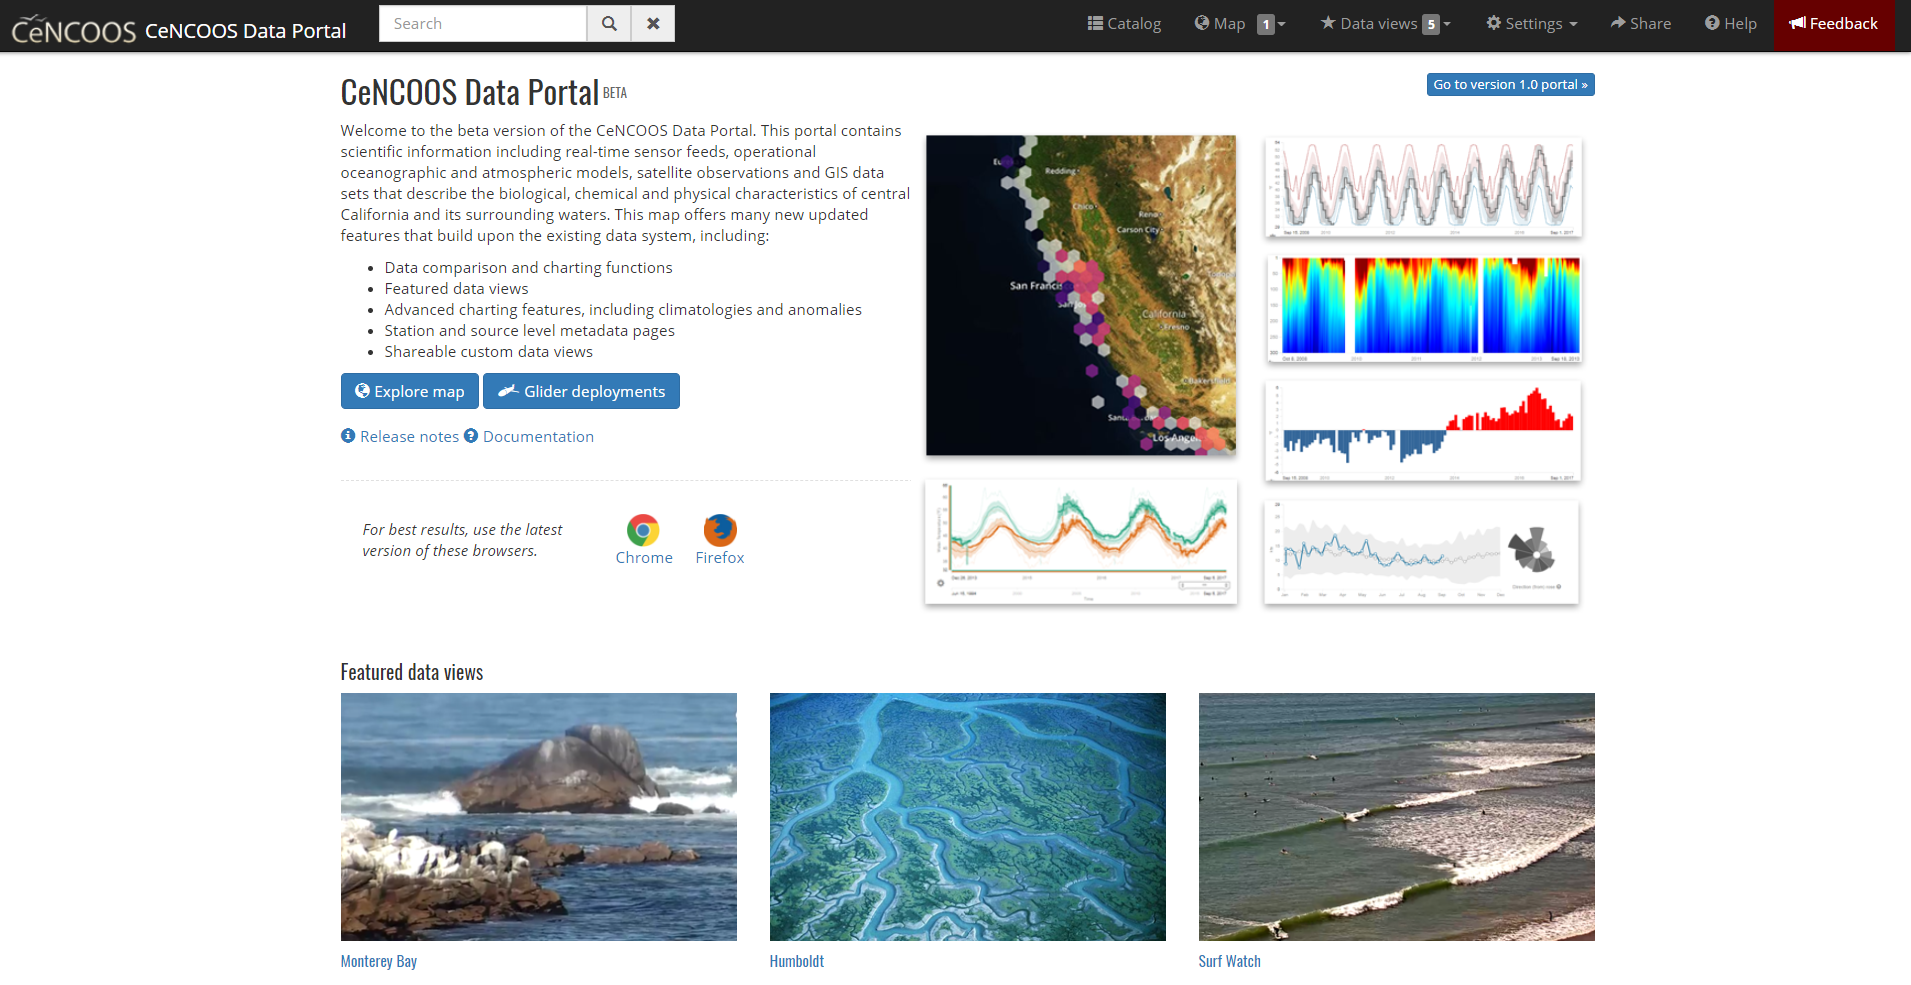 CeNCOOS CeNCOOS Data Portal Search Catalog Map 1 Data views 5 Settings Share Help Feedback
CeNCOOS Data Portal BETA
Go to version 1.0 portal »
Welcome to the beta version of the CeNCOOS Data Portal. This portal contains
scientific information including real-time sensor feeds, operational
oceanographic and atmospheric models, satellite observations and GIS data
sets that describe the biological, chemical and physical characteristics of central
California and its surrounding waters. This map offers many new updated
features that build upon the existing data system, including:
• Data comparison and charting functions
• Featured data views
• Advanced charting features, including climatologies and anomalies
• Station and source level metadata pages
• Shareable custom data views
Explore map Glider deployments
Release notes Documentation
For best results, use the latest
version of these browsers.
Chrome Firefox
Redding
Chico
Reno
Carson City
San Francis
California
Fresno
Bakersfield
Los Angel
Featured data views
Monterey Bay
Humboldt
Surf Watch